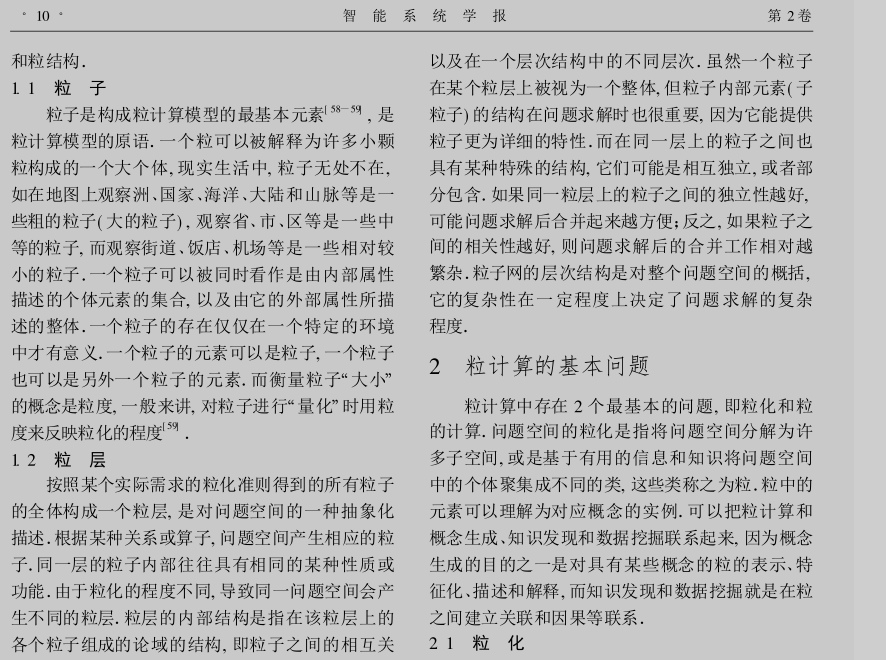 ° 10 °
智 能 系 统 学 报
第 2 卷
和粒结构.
1. 1 粒 子
粒子是构成粒计算模型的最基本元素[58-59], 是
粒计算模型的原语. 一个粒可以被解释为许多小颗
粒构成的一个大个体, 现实生活中, 粒子无处不在,
如在地图上观察洲、国家、海洋、大陆和山脉等是一
些粗的粒子(大的粒子), 观察省、市、区等是一些中
等的粒子, 而观察街道、饭店、机场等是一些相对较
小的粒子. 一个粒子可以被同时看作是由内部属性
描述的个体元素的集合, 以及由它的外部属性所描
述的整体. 一个粒子的存在仅仅在一个特定的环境
中才有意义. 一个粒子的元素可以是粒子, 一个粒子
也可以是另外一个粒子的元素. 而衡量粒子“大小”
的概念是粒度, 一般来讲, 对粒子进行“量化”时用粒
度来反映粒化的程度[59].
1. 2 粒 层
按照某个实际需求的粒化准则得到的所有粒子
的全体构成一个粒层, 是对问题空间的一种抽象化
描述. 根据某种关系或算子, 问题空间产生相应的粒
子. 同一层的粒子内部往往具有相同的某种性质或
功能. 由于粒化的程度不同, 导致同一问题空间会产
生不同的粒层. 粒层的内部结构是指在该粒层上的
各个粒子组成的论域的结构, 即粒子之间的相互关
以及在一个层次结构中的不同层次. 虽然一个粒子
在某个粒层上被视为一个整体, 但粒子内部元素(子
粒子)的结构在问题求解时也很重要, 因为它能提供
粒子更为详细的特性. 而在同一层上的粒子之间也
具有某种特殊的结构, 它们可能是相互独立, 或者部
分包含. 如果同一粒层上的粒子之间的独立性越好,
可能问题求解后合并起来越方便; 反之, 如果粒子之
间的相关性越好, 则问题求解后的合并工作相对越
繁杂. 粒子网的层次结构是对整个问题空间的概括,
它的复杂性在一定程度上决定了问题求解的复杂
程度.
2 粒计算的基本问题
粒计算中存在 2 个最基本的问题, 即粒化和粒
的计算. 问题空间的粒化是指将问题空间分解为许
多子空间, 或是基于有用的信息和知识将问题空间
中的个体聚集成不同的类, 这些类称之为粒. 粒中的
元素可以理解为对应概念的实例. 可以把粒计算和
概念生成、知识发现和数据挖掘联系起来, 因为概念
生成的目的之一是对具有某些概念的粒的表示、特
征化、描述和解释, 而知识发现和数据挖掘就是在粒
之间建立关联和因果等联系.
2. 1 粒 化